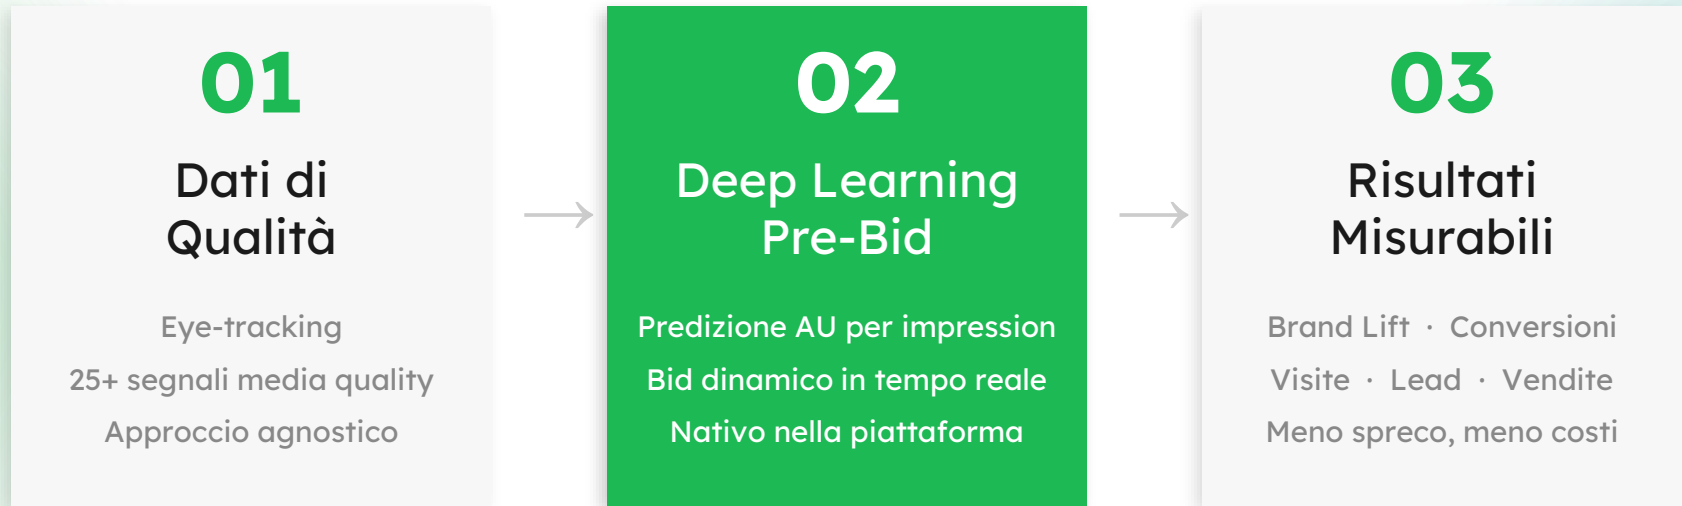 01
Dati di
Qualità
Eye-tracking
25+ segnali media quality
Approccio agnostico
→
02
Deep Learning
Pre-Bid
Predizione AU per impression
Bid dinamico in tempo reale
Nativo nella piattaforma
→
03
Risultati
Misurabili
Brand Lift · Conversioni
Visite · Lead · Vendite
Meno spreco, meno costi